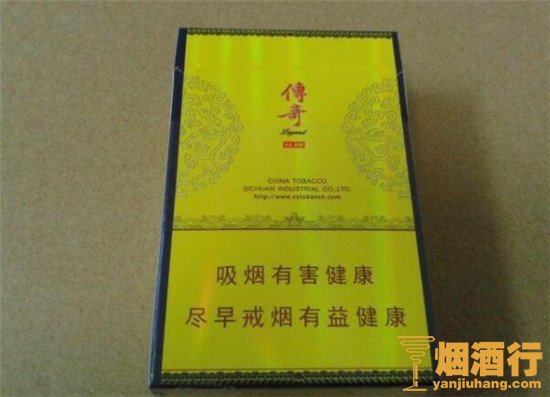 傳奇
Legend
CHINA TOBACCO
SICHUAN INDUSTRIAL CO.,LTD.
http://www.cytobacco.com
吸烟有害健康
尽早戒烟有益健康
烟酒行
yanjiuhang.com